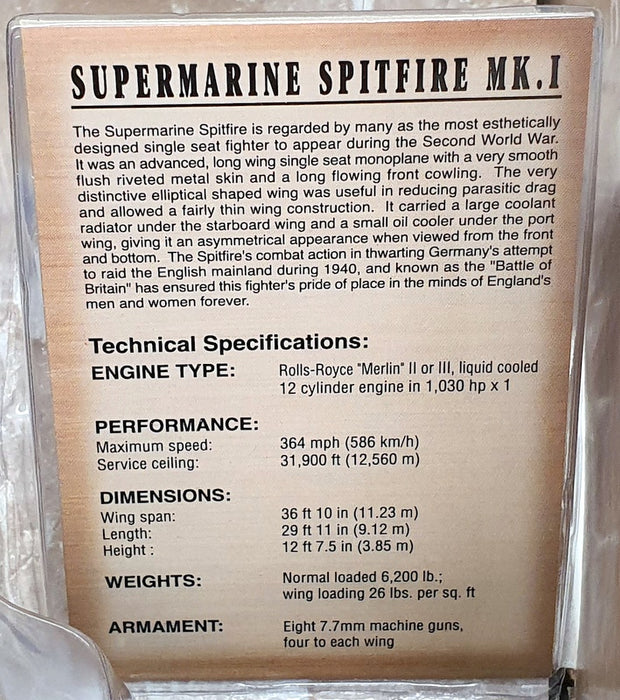 SUPERMARINE SPITFIRE MK.I
The Supermarine Spitfire is regarded by many as the most esthetically
designed single seat fighter to appear during the Second World War.
It was an advanced, long wing single seat monoplane with a very smooth
flush riveted metal skin and a long flowing front cowling. The very
distinctive elliptical shaped wing was useful in reducing parasitic drag
and allowed a fairly thin wing construction. It carried a large coolant
radiator under the starboard wing and a small oil cooler under the port
wing, giving it an asymmetrical appearance when viewed from the front
and bottom. The Spitfire's combat action in thwarting Germany's attempt
to raid the English mainland during 1940, and known as the "Battle of
Britain" has ensured this fighter's pride of place in the minds of England's
men and women forever.
Technical Specifications:
ENGINE TYPE: Rolls-Royce "Merlin" II or III, liquid cooled
12 cylinder engine in 1,030 hp x 1
PERFORMANCE:
Maximum speed: 364 mph (586 km/h)
Service ceiling: 31,900 ft (12,560 m)
DIMENSIONS:
Wing span: 36 ft 10 in (11.23 m)
Length: 29 ft 11 in (9.12 m)
Height : 12 ft 7.5 in (3.85 m)
WEIGHTS: Normal loaded 6,200 lb.;
wing loading 26 lbs. per sq. ft
ARMAMENT: Eight 7.7mm machine guns,
four to each wing